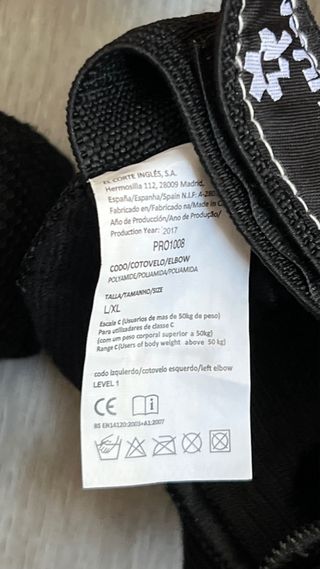 EL CORTE INGLÉS, S.A.
Hermosilla 112, 28009 Madrid,
España/Espanha/Spain N.I.F: A-280
Fabricado en/Fabricado na/Made in C
Año de Producción/Ano de Produção/
Production Year: 2017
PRO1008
CODO/COTOVELO/ELBOW
POLYAMIDE/POLIAMIDA/POLIAMIDA
TALLA/TAMANHO/SIZE
L/XL
Escala C (Usuarios de mas de 50kg de peso)
Para utilizadores de classe C
(com um peso corporal superior a 50kg)
Range C (Users of body weight above 50 kg)
codo izquierdo/cotovelo esquerdo/left elbow
LEVEL 1
CE i
BS EN14120:2003+A1:2007